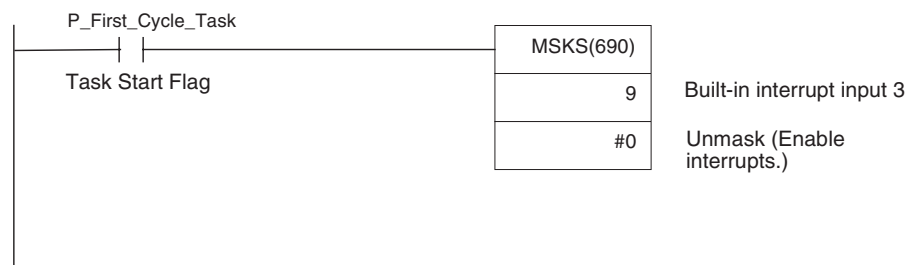 P_First_Cycle_Task
MSKS(690)
Task Start Flag
9 Built-in interrupt input 3
#0 Unmask (Enable
interrupts.)